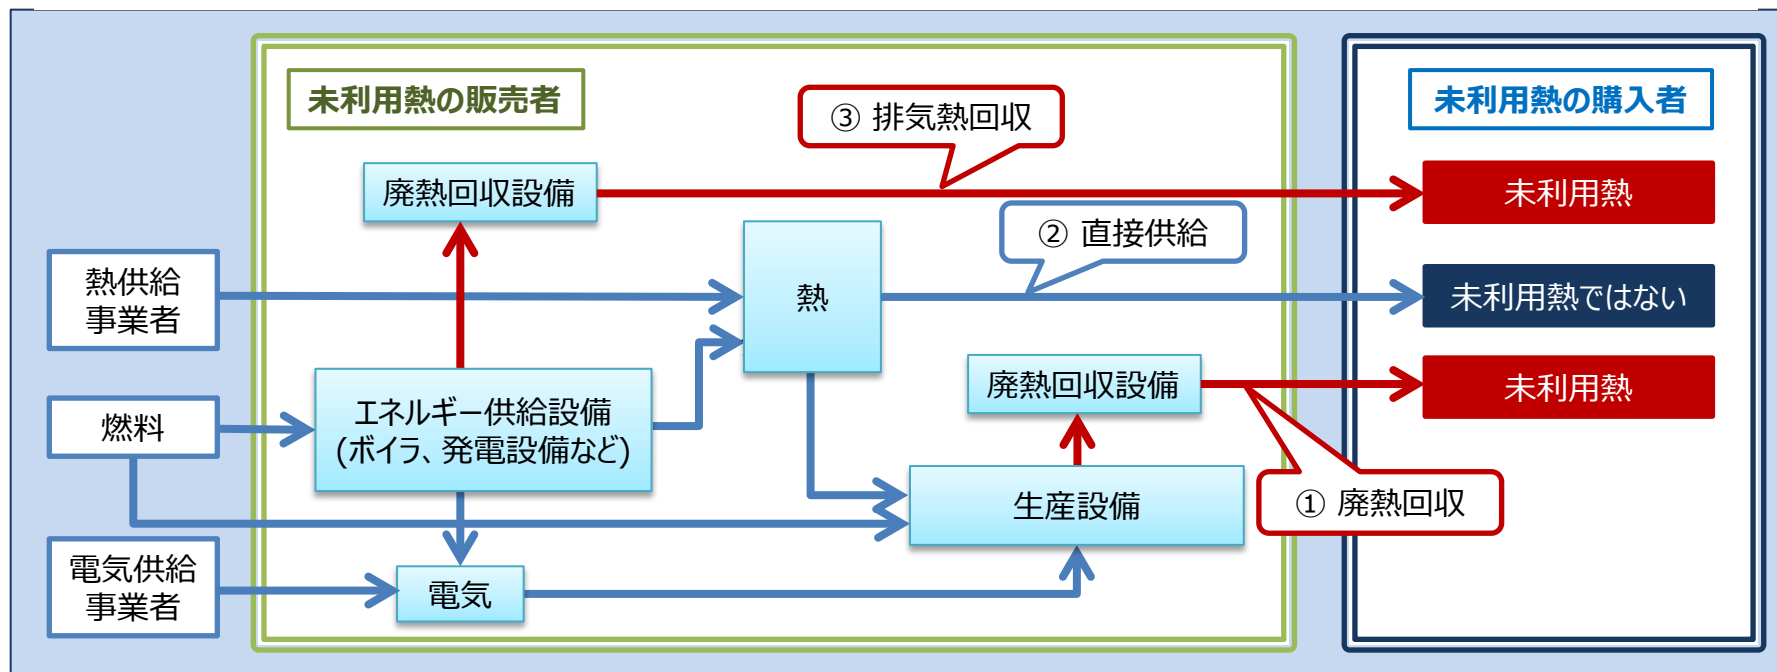 未利用熱の販売者
未利用熱の購入者
③ 排気熱回収
廃熱回収設備
未利用熱
② 直接供給
熱供給
事業者
熱
未利用熱ではない
廃熱回収設備
未利用熱
燃料
エネルギー供給設備
(ボイラ、発電設備など)
① 廃熱回収
生産設備
電気供給
事業者
電気